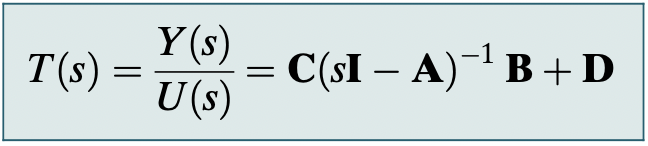 T(s) = Y(s)/U(s) = C(sI − A)⁻¹ B + D